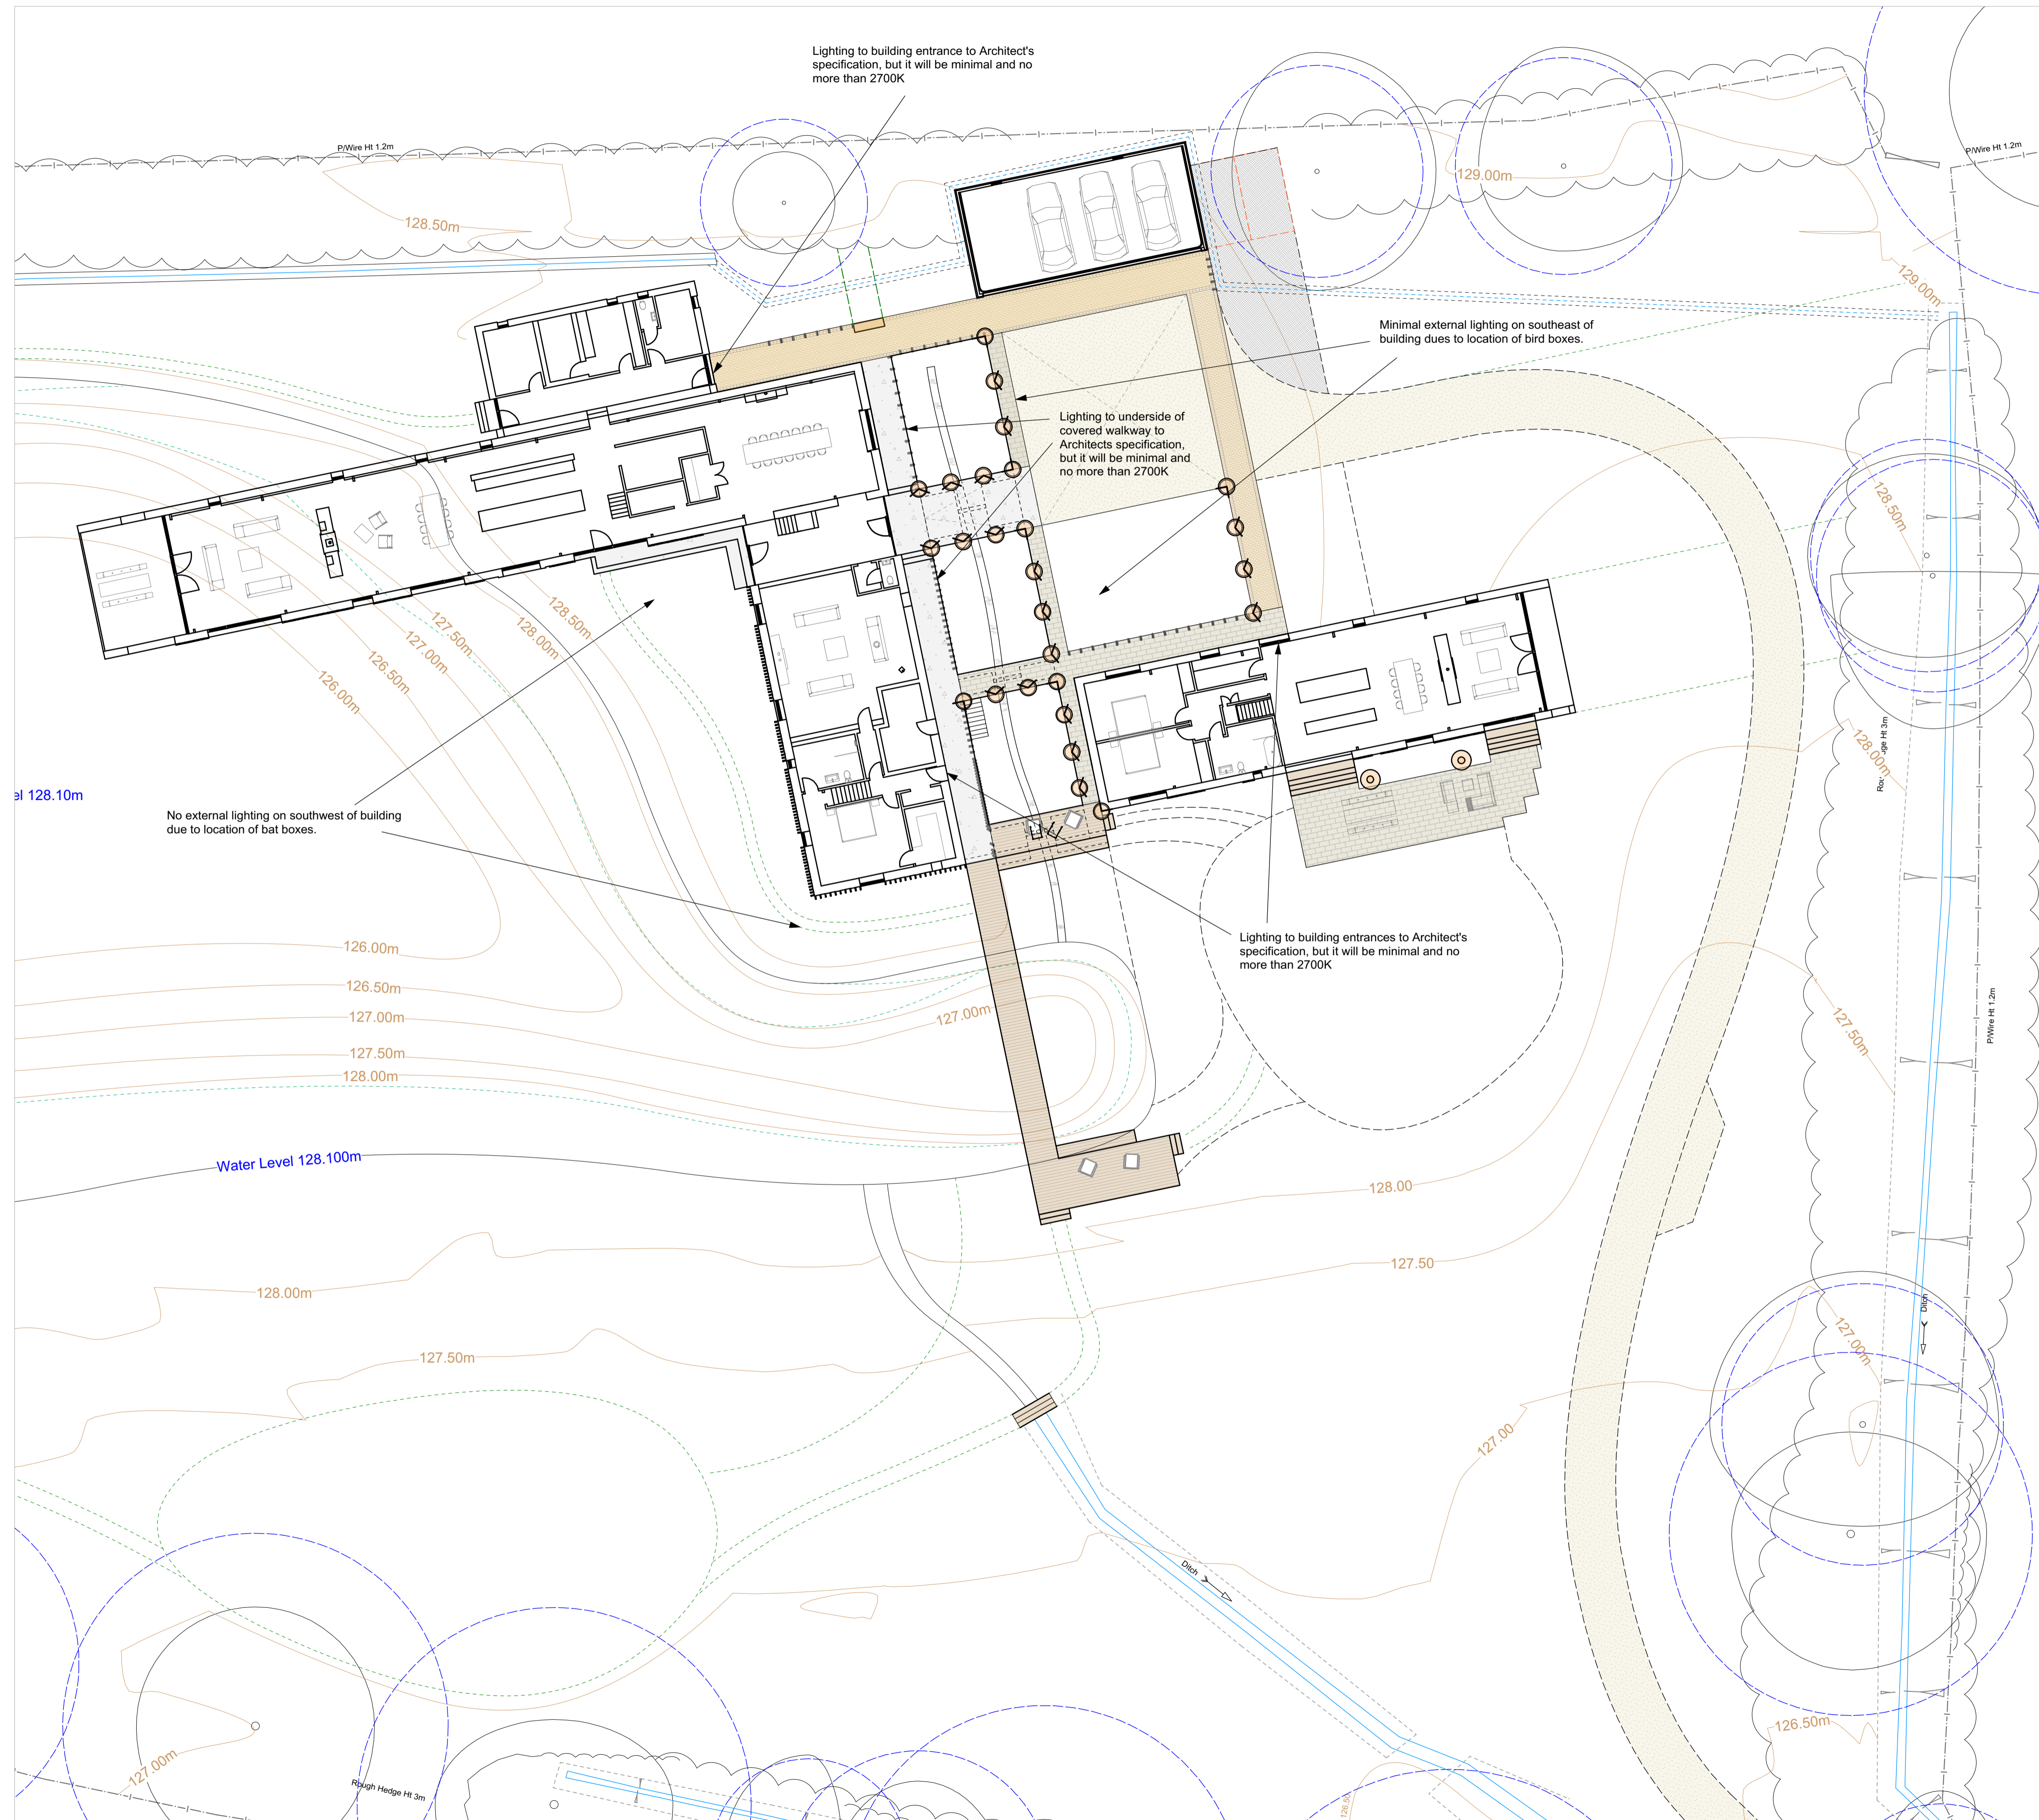 Lighting to building entrance to Architect's
specification, but it will be minimal and no
more than 2700K
P/Wire Ht 1.2m
P/Wire Ht 1.2m
129.00m
128.50m
129.00m
Minimal external lighting on southeast of
building dues to location of bird boxes.
Lighting to underside of
covered walkway to
Architects specification,
but it will be minimal and
no more than 2700K
128.50m
128.50m
128.00m
127.50m
127.00m
126.50m
126.00m
128.00m
Ht 3m
el 128.10m
No external lighting on southwest of building
due to location of bat boxes.
Lighting to building entrances to Architect's
specification, but it will be minimal and no
more than 2700K
126.00m
126.50m
127.00m
127.00m
127.50m
128.00m
127.50m
P/Wire Ht 1.2m
Water Level 128.100m
128.00
127.50
128.00m
Ditch
127.50m
127.00m
127.00
Ditch
126.50m
127.00m
Rough Hedge Ht 3m
126.50